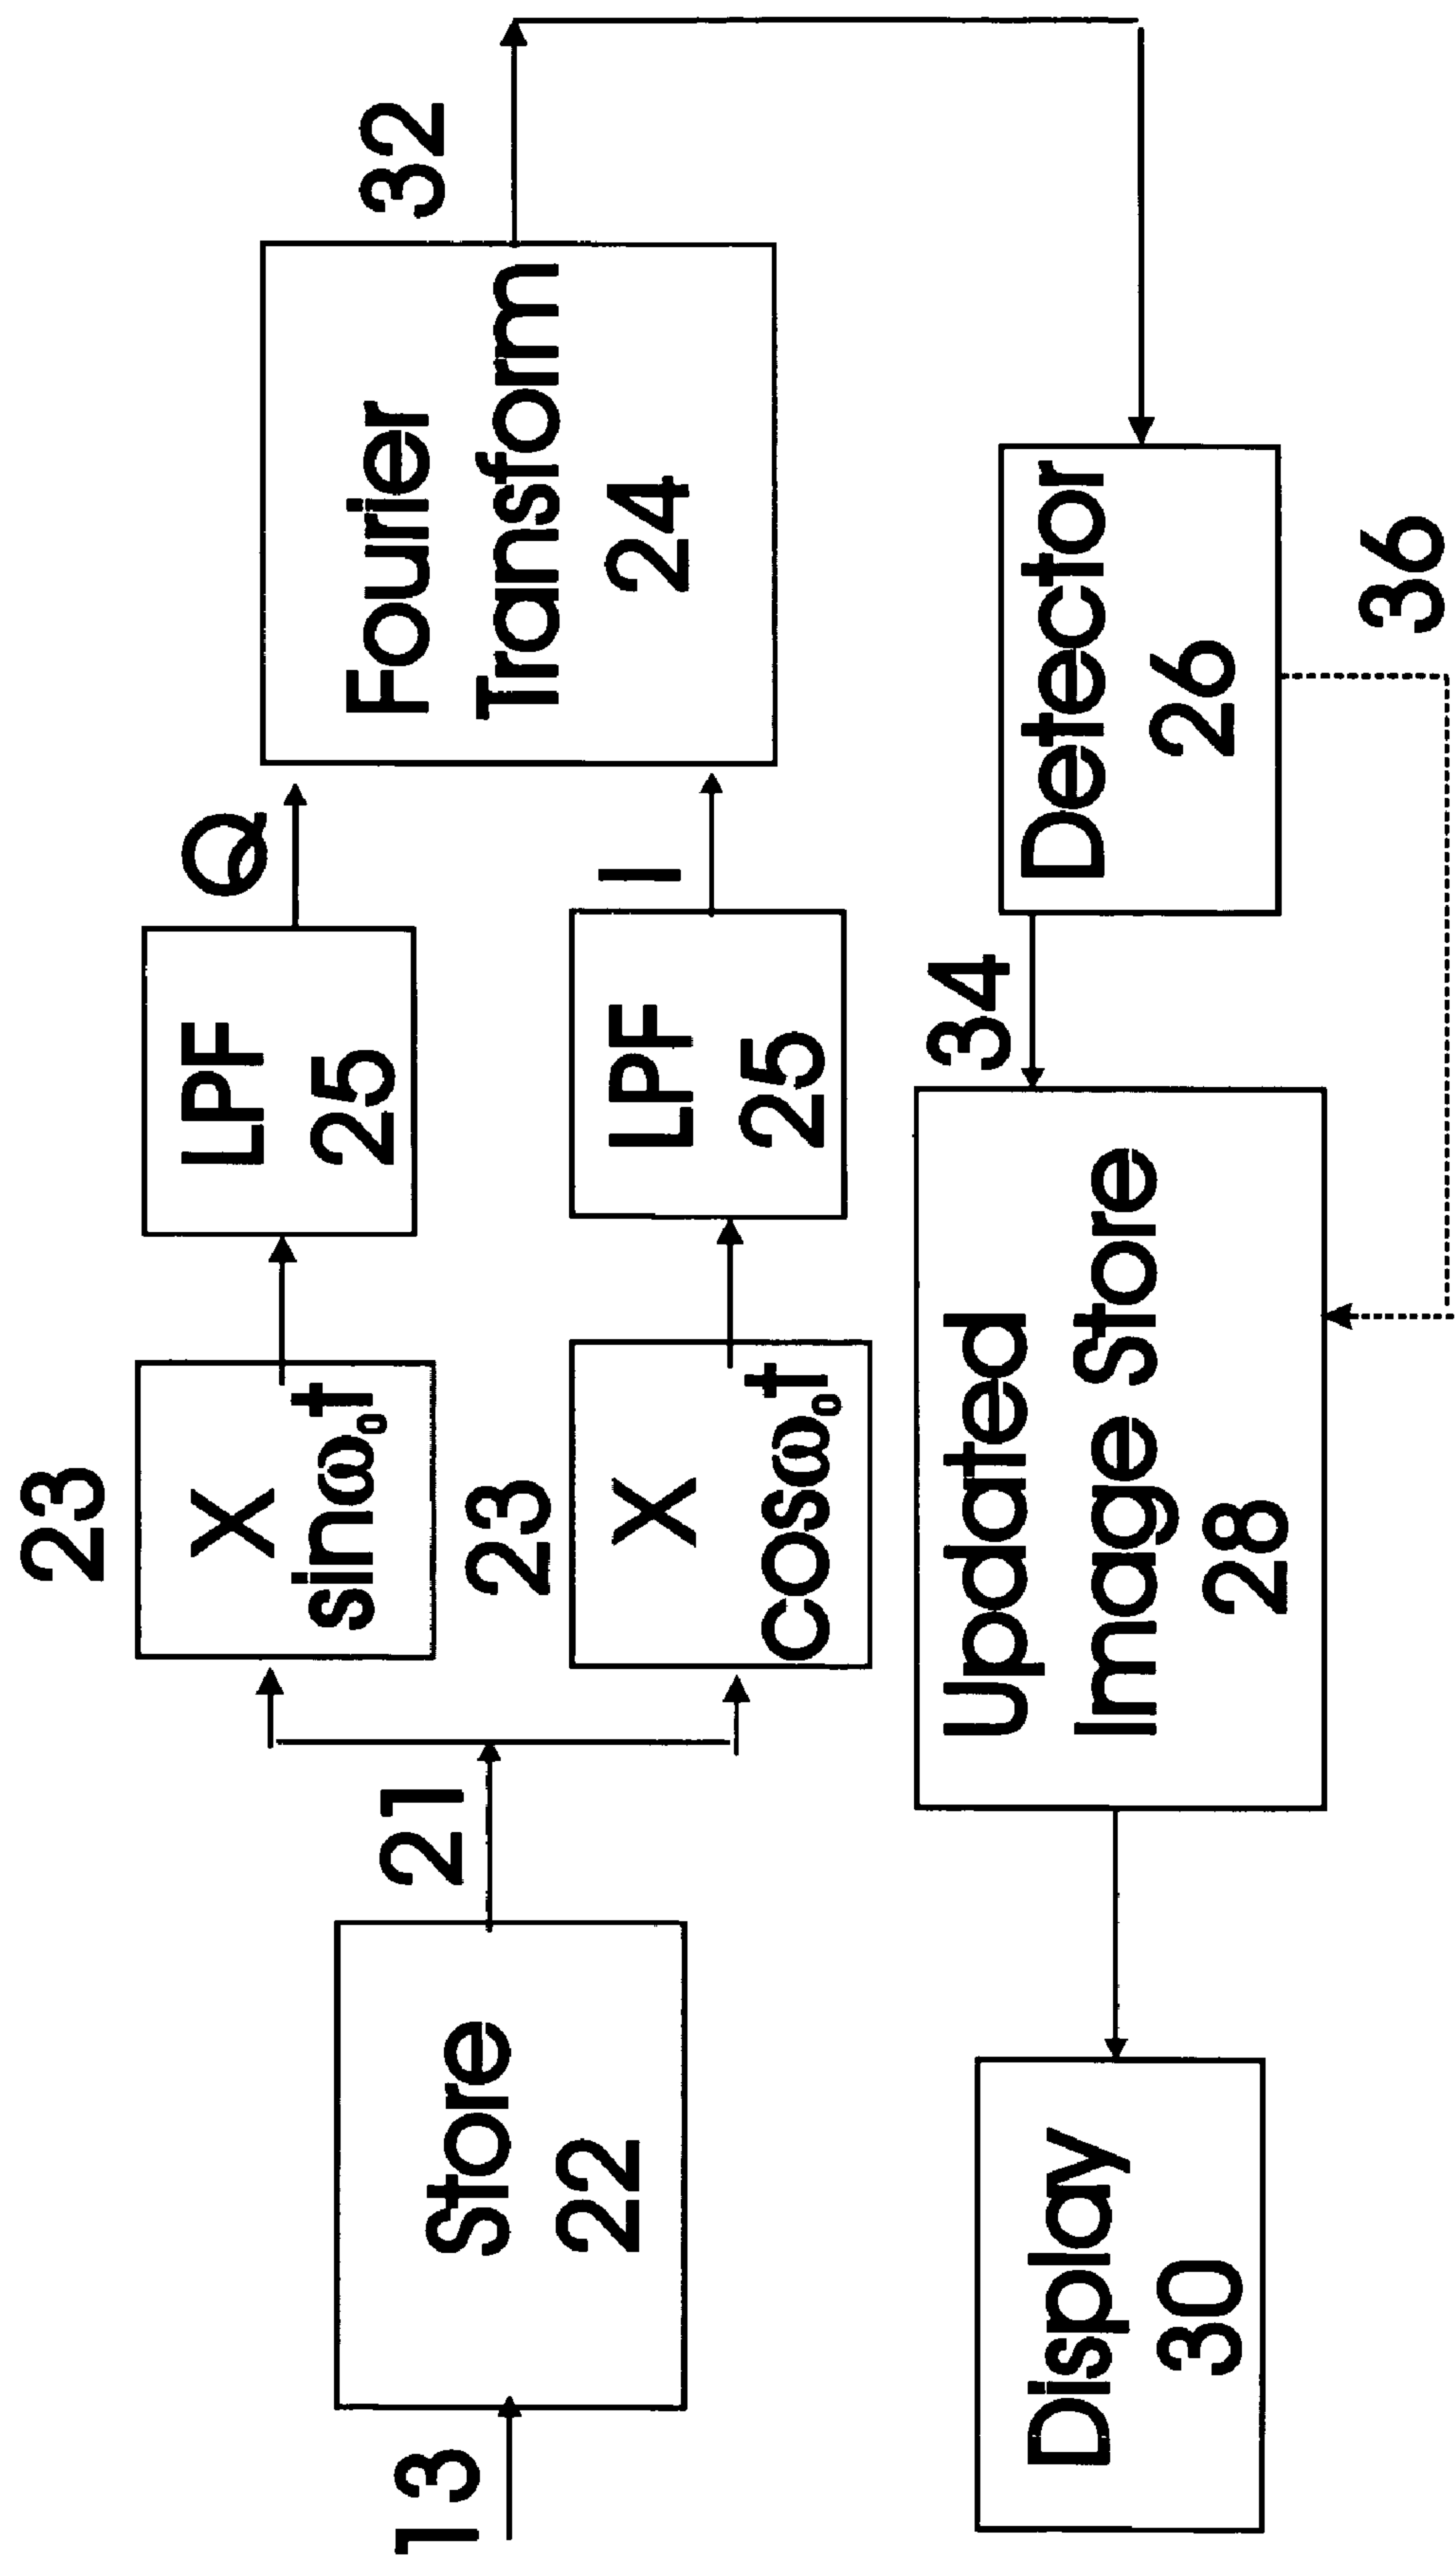 13
Store
22
21
23
X
sinω₀t
23
X
cosω₀t
LPF
25
LPF
25
Q
I
Fourier
Transform
24
32
Detector
26
34
36
Updated
Image Store
28
Display
30